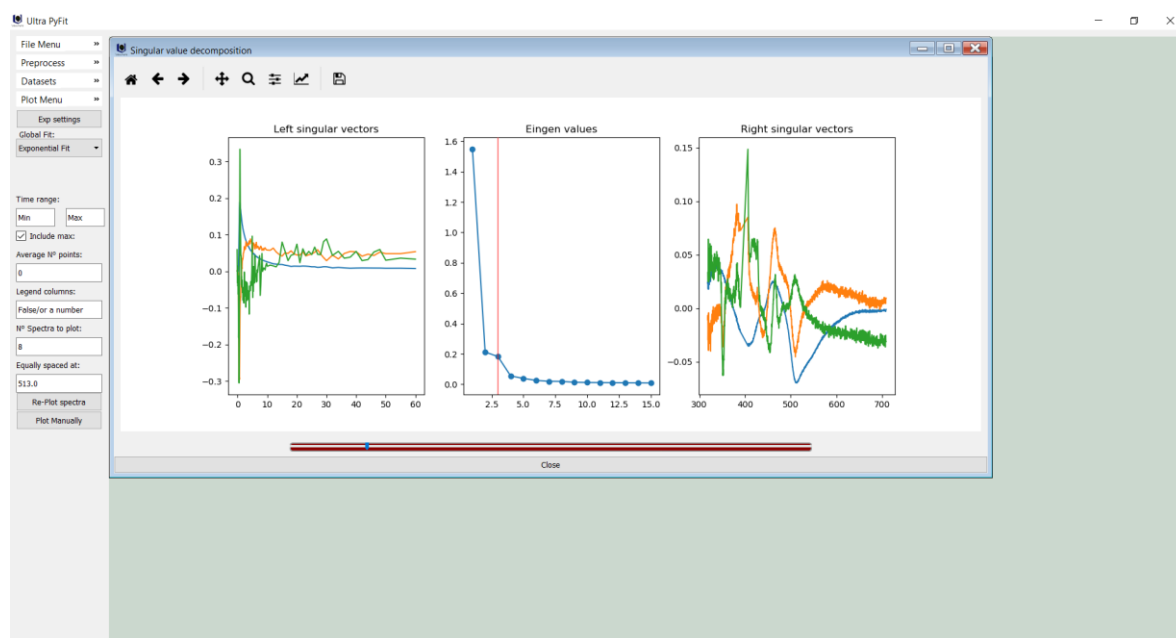 Ultra PyFit
File Menu »
Preprocess »
Datasets »
Plot Menu »
Exp settings
Global Fit:
Exponential Fit
Time range:
Min Max
Include max:
Average Nº points:
0
Legend columns:
False/or a number
Nº Spectra to plot:
8
Equally spaced at:
513.0
Re-Plot spectra
Plot Manually
Singular value decomposition
Left singular vectors
0.3
0.2
0.1
0.0
−0.1
−0.2
−0.3
0 10 20 30 40 50 60
Eingen values
1.6
1.4
1.2
1.0
0.8
0.6
0.4
0.2
0.0
2.5 5.0 7.5 10.0 12.5 15.0
Right singular vectors
0.15
0.10
0.05
0.00
−0.05
300 400 500 600 700
Close